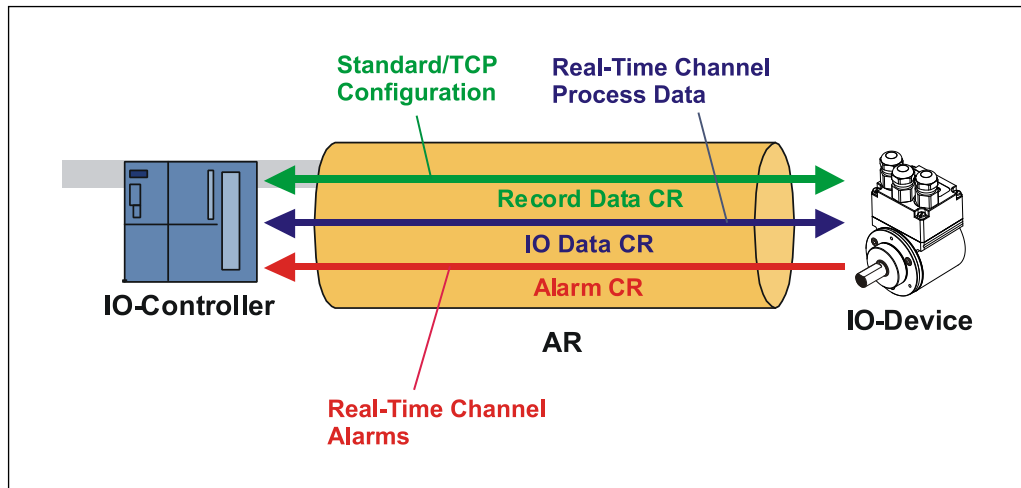 Standard/TCP
Configuration
Real-Time Channel
Process Data
Record Data CR
IO Data CR
Alarm CR
IO-Controller
IO-Device
AR
Real-Time Channel
Alarms